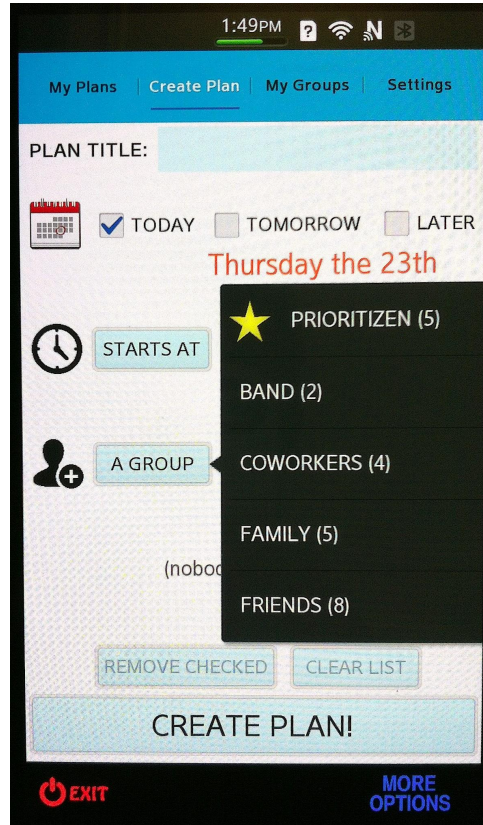 1:49PM
My Plans Create Plan My Groups Settings
PLAN TITLE:
TODAY TOMORROW LATER
Thursday the 23th
PRIORITIZEN (5)
STARTS AT
BAND (2)
A GROUP
COWORKERS (4)
FAMILY (5)
(nobod
FRIENDS (8)
REMOVE CHECKED CLEAR LIST
CREATE PLAN!
EXIT
MORE
OPTIONS